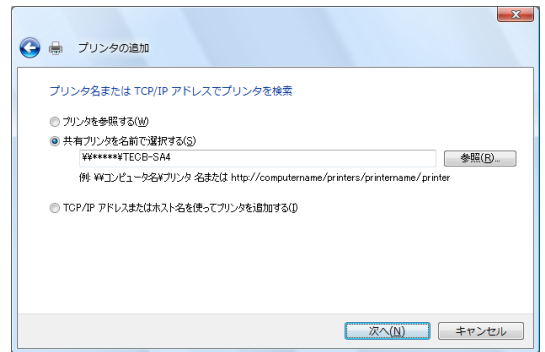 プリンタの追加
プリンタ名または TCP/IP アドレスでプリンタを検索
プリンタを参照する(W)
共有プリンタを名前で選択する(S)
¥¥*****¥TECB-SA4
参照(R)...
例: ¥¥コンピュータ名¥プリンタ 名または http://computername/printers/printername/printer
TCP/IP アドレスまたはホスト名を使ってプリンタを追加する(I)
次へ(N)
キャンセル